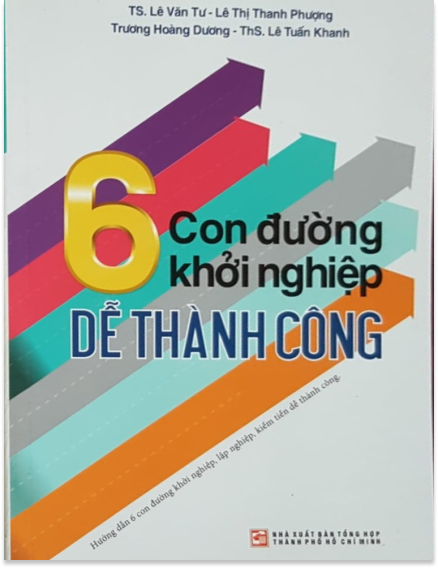 TS. Lê Văn Tư - Lê Thị Thanh Phượng
Trương Hoàng Dương - ThS. Lê Tuấn Khanh
6 Con đường
khởi nghiệp
DỄ THÀNH CÔNG
Hướng dẫn 6 con đường khởi nghiệp, lập nghiệp, kiếm tiền dễ thành công.
NHÀ XUẤT BẢN TỔNG HỢP
THÀNH PHỐ HỒ CHÍ MINH